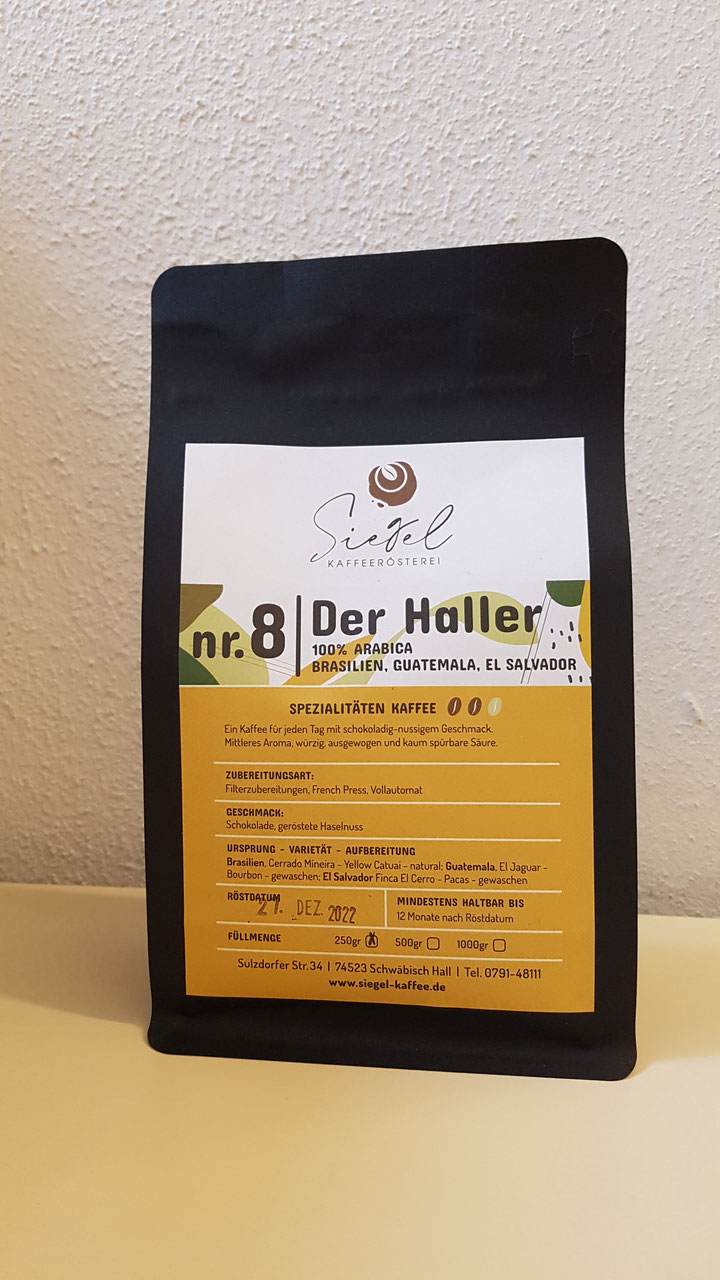 Siegel
KAFFEERÖSTEREI
nr. 8 | Der Haller
100% ARABICA
BRASILIEN, GUATEMALA, EL SALVADOR
SPEZIALITÄTEN KAFFEE
Ein Kaffee für jeden Tag mit schokoladig-nussigem Geschmack.
Mittleres Aroma, würzig, ausgewogen und kaum spürbare Säure.
ZUBEREITUNGSART:
Filterzubereitungen, French Press, Vollautomat
GESCHMACK:
Schokolade, geröstete Haselnuss
URSPRUNG - VARIETÄT - AUFBEREITUNG
Brasilien, Cerrado Mineira - Yellow Catuai - natural; Guatemala, El Jaguar -
Bourbon - gewaschen; El Salvador Finca El Cerro - Pacas - gewaschen
RÖSTDATUM
27. DEZ. 2022
MINDESTENS HALTBAR BIS
12 Monate nach Röstdatum
FÜLLMENGE 250gr 500gr 1000gr
Sulzdorfer Str.34 | 74523 Schwäbisch Hall | Tel. 0791-48111
www.siegel-kaffee.de